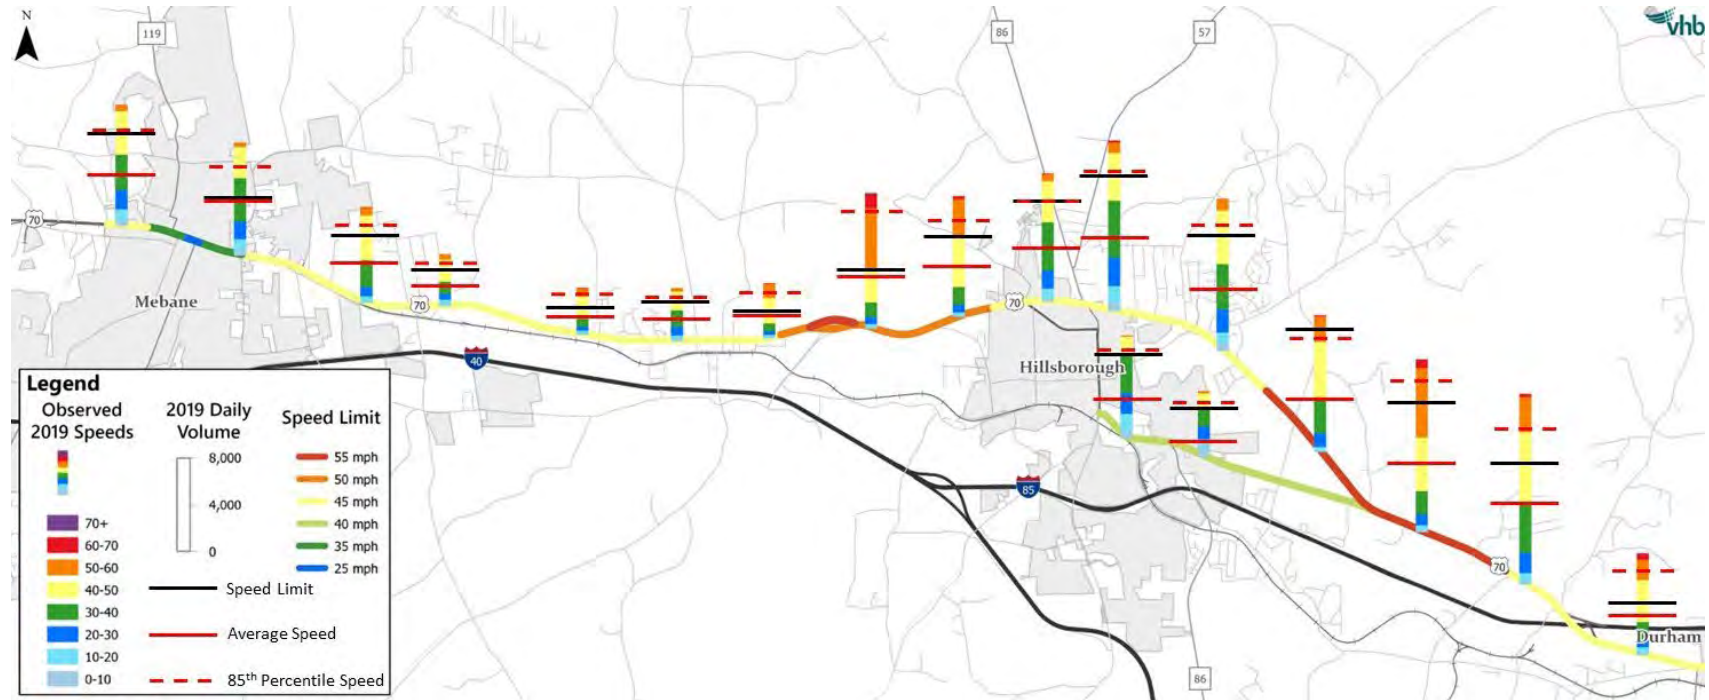 N
119
86
57
vhb
70
Mebane
70
40
70
Hillsborough
85
70
86
Durham
Legend
Observed
2019 Speeds
70+
60-70
50-60
40-50
30-40
20-30
10-20
0-10
2019 Daily
Volume
8,000
4,000
0
Speed Limit
55 mph
50 mph
45 mph
40 mph
35 mph
25 mph
Speed Limit
Average Speed
85th Percentile Speed